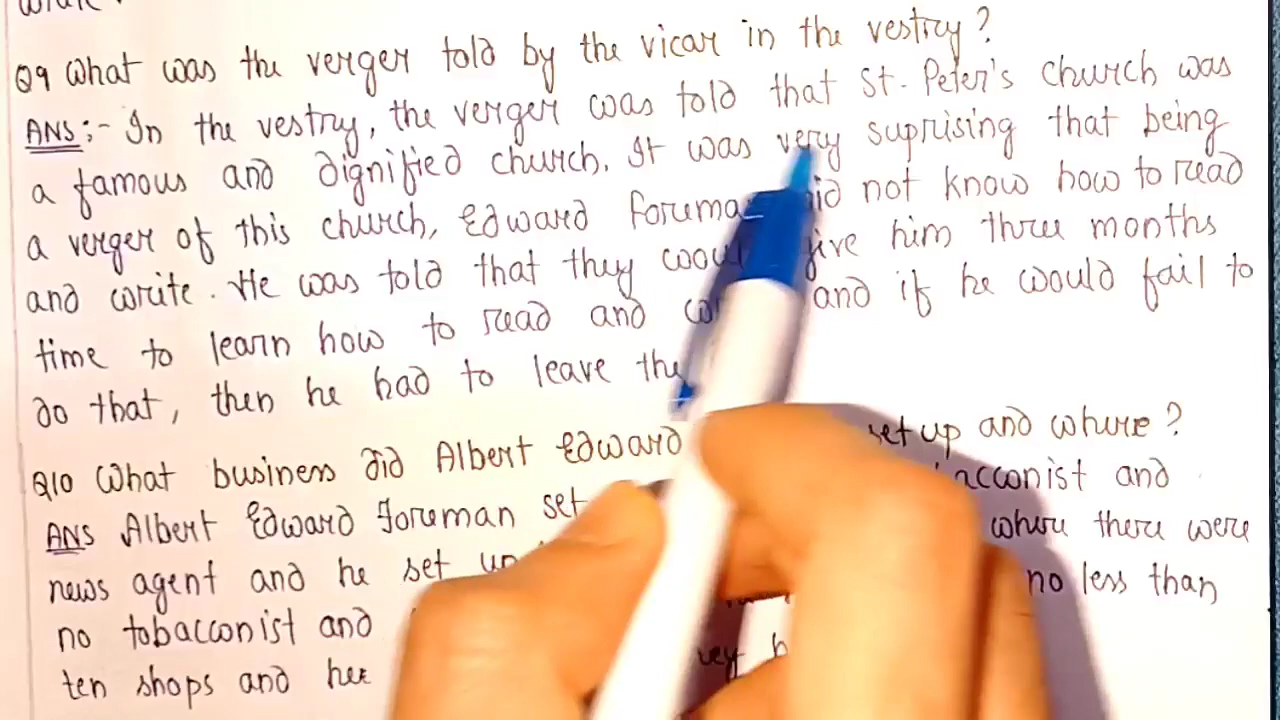 Q9 What was the verger told by the vicar in the vestry?
ANS:- In the vestry, the verger was told that St. Peter's church was
a famous and dignified church. It was very suprising that being
a verger of this church, Edward Foreman did not know how to read
and write. He was told that they would give him three months
time to learn how to read and and if he would fail to
do that, then he had to leave the
Q10 What business did Albert Edward set up and where?
ANS Albert Edward Foreman set acconist and
news agent and he set up where there were
no tobacconist and no less than
ten shops and